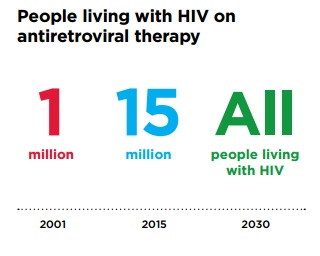 People living with HIV on
antiretroviral therapy
1 15 All
million million people living
with HIV
2001 2015 2030